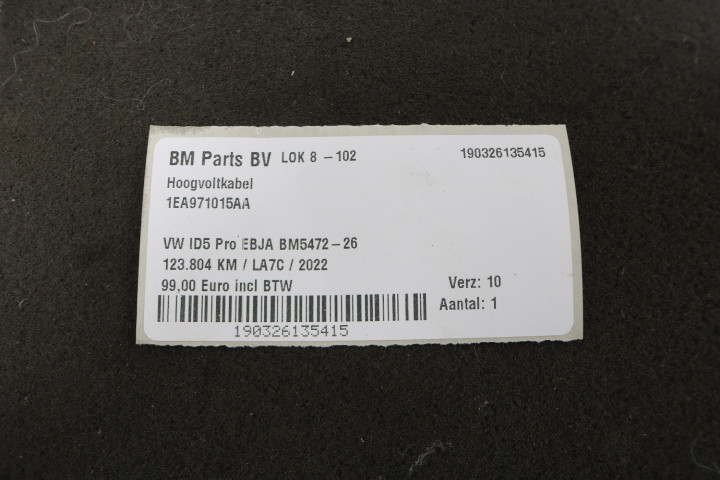 BM Parts BV LOK 8 - 102 190326135415
Hoogvoltkabel
1EA971015AA
VW ID5 Pro EBJA BM5472-26
123.804 KM / LA7C / 2022
99,00 Euro incl BTW Verz: 10
Aantal: 1
190326135415